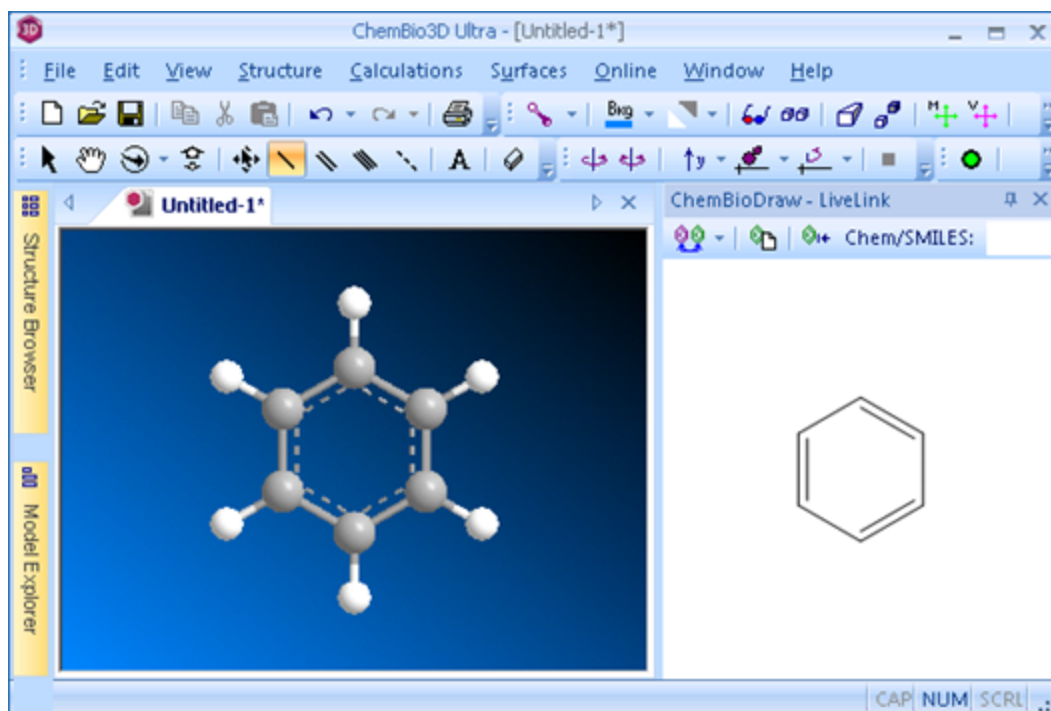 3D ChemBio3D Ultra - [Untitled-1*]
File Edit View Structure Calculations Surfaces Online Window Help
Bkg M V
A y
Untitled-1*
ChemBioDraw - LiveLink
Chem/SMILES:
Structure Browser
Model Explorer
CAP NUM SCRL